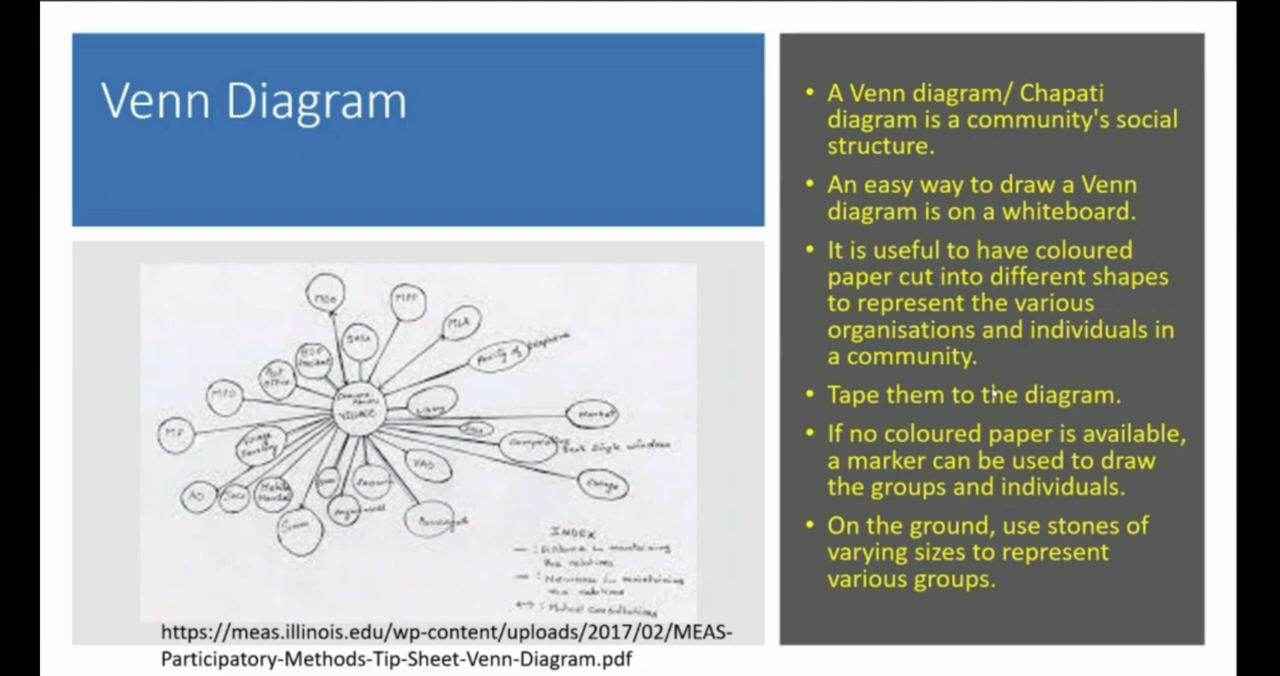 Venn Diagram
• A Venn diagram/ Chapati
diagram is a community's social
structure.
• An easy way to draw a Venn
diagram is on a whiteboard.
• It is useful to have coloured
paper cut into different shapes
to represent the various
organisations and individuals in
a community.
• Tape them to the diagram.
• If no coloured paper is available,
a marker can be used to draw
the groups and individuals.
• On the ground, use stones of
varying sizes to represent
various groups.
MPP
MLA
Post
office
MPO
MP
VILLAGE
Library
Market
VAO
AO
INDEX
https://meas.illinois.edu/wp-content/uploads/2017/02/MEAS-
Participatory-Methods-Tip-Sheet-Venn-Diagram.pdf